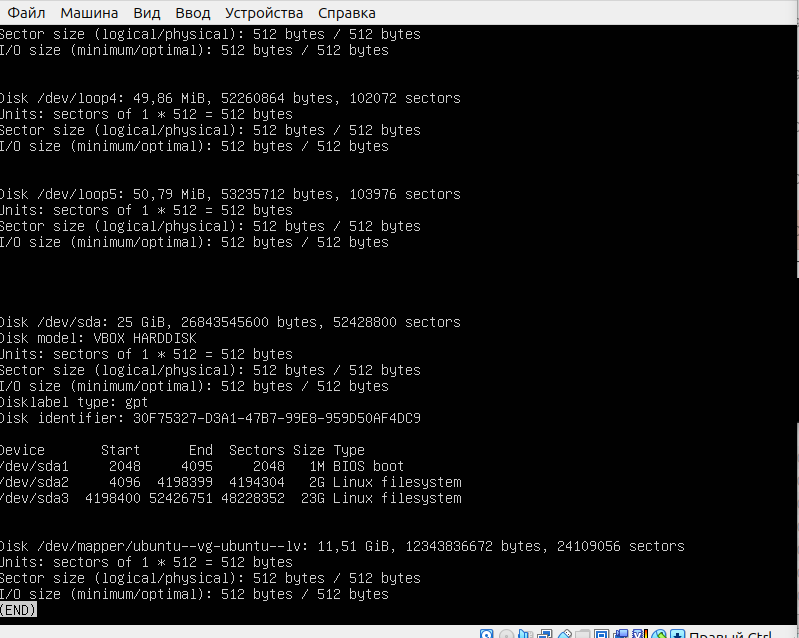 Файл Машина Вид Ввод Устройства Справка
Sector size (logical/physical): 512 bytes / 512 bytes
I/O size (minimum/optimal): 512 bytes / 512 bytes
Disk /dev/loop4: 49,86 MiB, 52260864 bytes, 102072 sectors
Units: sectors of 1 * 512 = 512 bytes
Sector size (logical/physical): 512 bytes / 512 bytes
I/O size (minimum/optimal): 512 bytes / 512 bytes
Disk /dev/loop5: 50,79 MiB, 53235712 bytes, 103976 sectors
Units: sectors of 1 * 512 = 512 bytes
Sector size (logical/physical): 512 bytes / 512 bytes
I/O size (minimum/optimal): 512 bytes / 512 bytes
Disk /dev/sda: 25 GiB, 26843545600 bytes, 52428800 sectors
Disk model: VBOX HARDDISK
Units: sectors of 1 * 512 = 512 bytes
Sector size (logical/physical): 512 bytes / 512 bytes
I/O size (minimum/optimal): 512 bytes / 512 bytes
Disklabel type: gpt
Disk identifier: 30F75327-D3A1-47B7-99E8-959D50AF4DC9
Device Start End Sectors Size Type
/dev/sda1 2048 4095 2048 1M BIOS boot
/dev/sda2 4096 4198399 4194304 2G Linux filesystem
/dev/sda3 4198400 52426751 48228352 23G Linux filesystem
Disk /dev/mapper/ubuntu--vg-ubuntu--lv: 11,51 GiB, 12343836672 bytes, 24109056 sectors
Units: sectors of 1 * 512 = 512 bytes
Sector size (logical/physical): 512 bytes / 512 bytes
I/O size (minimum/optimal): 512 bytes / 512 bytes
(END)
Правый Ctrl